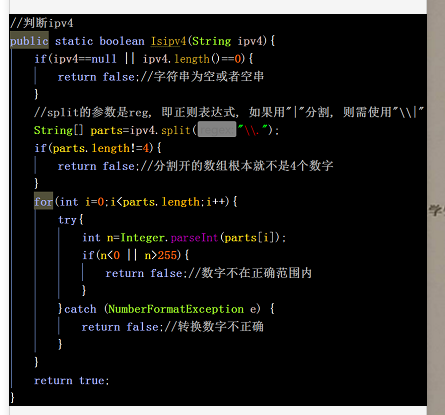 //判断ipv4
public static boolean Isipv4(String ipv4){
if(ipv4==null || ipv4.length()==0){
return false;//字符串为空或者空串
}
//split的参数是reg, 即正则表达式, 如果用"|"分割, 则需使用"\\|"
String[] parts=ipv4.split(regex: "\\.");
if(parts.length!=4){
return false;//分割开的数组根本就不是4个数字
}
for(int i=0;i<parts.length;i++){
try{
int n=Integer.parseInt(parts[i]);
if(n<0 || n>255){
return false;//数字不在正确范围内
}
}catch (NumberFormatException e) {
return false;//转换数字不正确
}
}
return true;
}